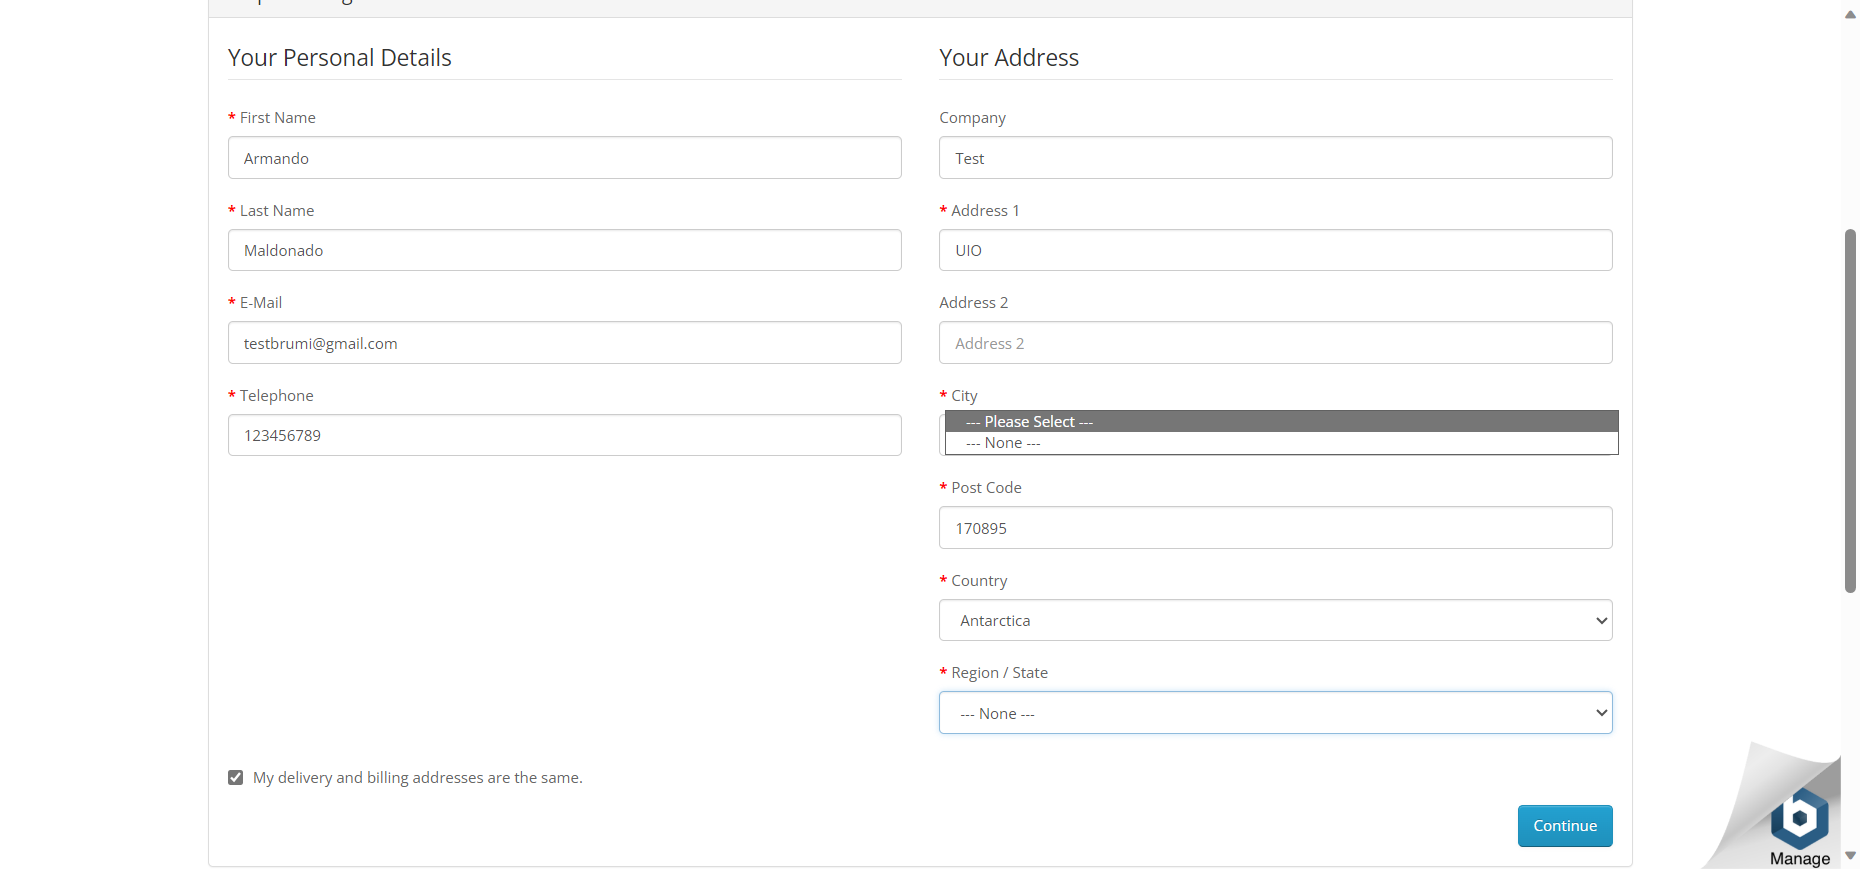 Your Personal Details
* First Name
Armando
* Last Name
Maldonado
* E-Mail
testbrumi@gmail.com
* Telephone
123456789
Your Address
Company
Test
* Address 1
UIO
Address 2
Address 2
* City
--- Please Select ---
--- None ---
* Post Code
170895
* Country
Antarctica
* Region / State
--- None ---
My delivery and billing addresses are the same.
Continue
b
Manage